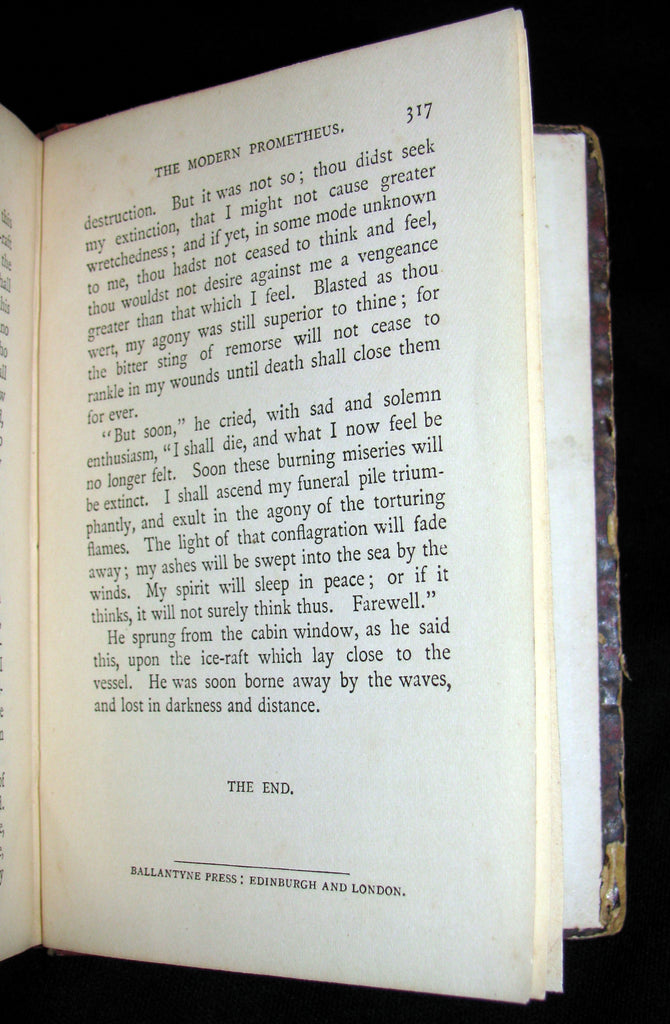 this
-raft
the
hall
his
no
THE MODERN PROMETHEUS. 317
destruction. But it was not so; thou didst seek
my extinction, that I might not cause greater
wretchedness; and if yet, in some mode unknown
to me, thou hadst not ceased to think and feel,
thou wouldst not desire against me a vengeance
greater than that which I feel. Blasted as thou
wert, my agony was still superior to thine; for
the bitter sting of remorse will not cease to
rankle in my wounds until death shall close them
for ever.
“But soon,” he cried, with sad and solemn
enthusiasm, “I shall die, and what I now feel be
no longer felt. Soon these burning miseries will
be extinct. I shall ascend my funeral pile trium-
phantly, and exult in the agony of the torturing
flames. The light of that conflagration will fade
away; my ashes will be swept into the sea by the
winds. My spirit will sleep in peace; or if it
thinks, it will not surely think thus. Farewell.”
He sprung from the cabin window, as he said
this, upon the ice-raft which lay close to the
vessel. He was soon borne away by the waves,
and lost in darkness and distance.
THE END.
BALLANTYNE PRESS: EDINBURGH AND LONDON.